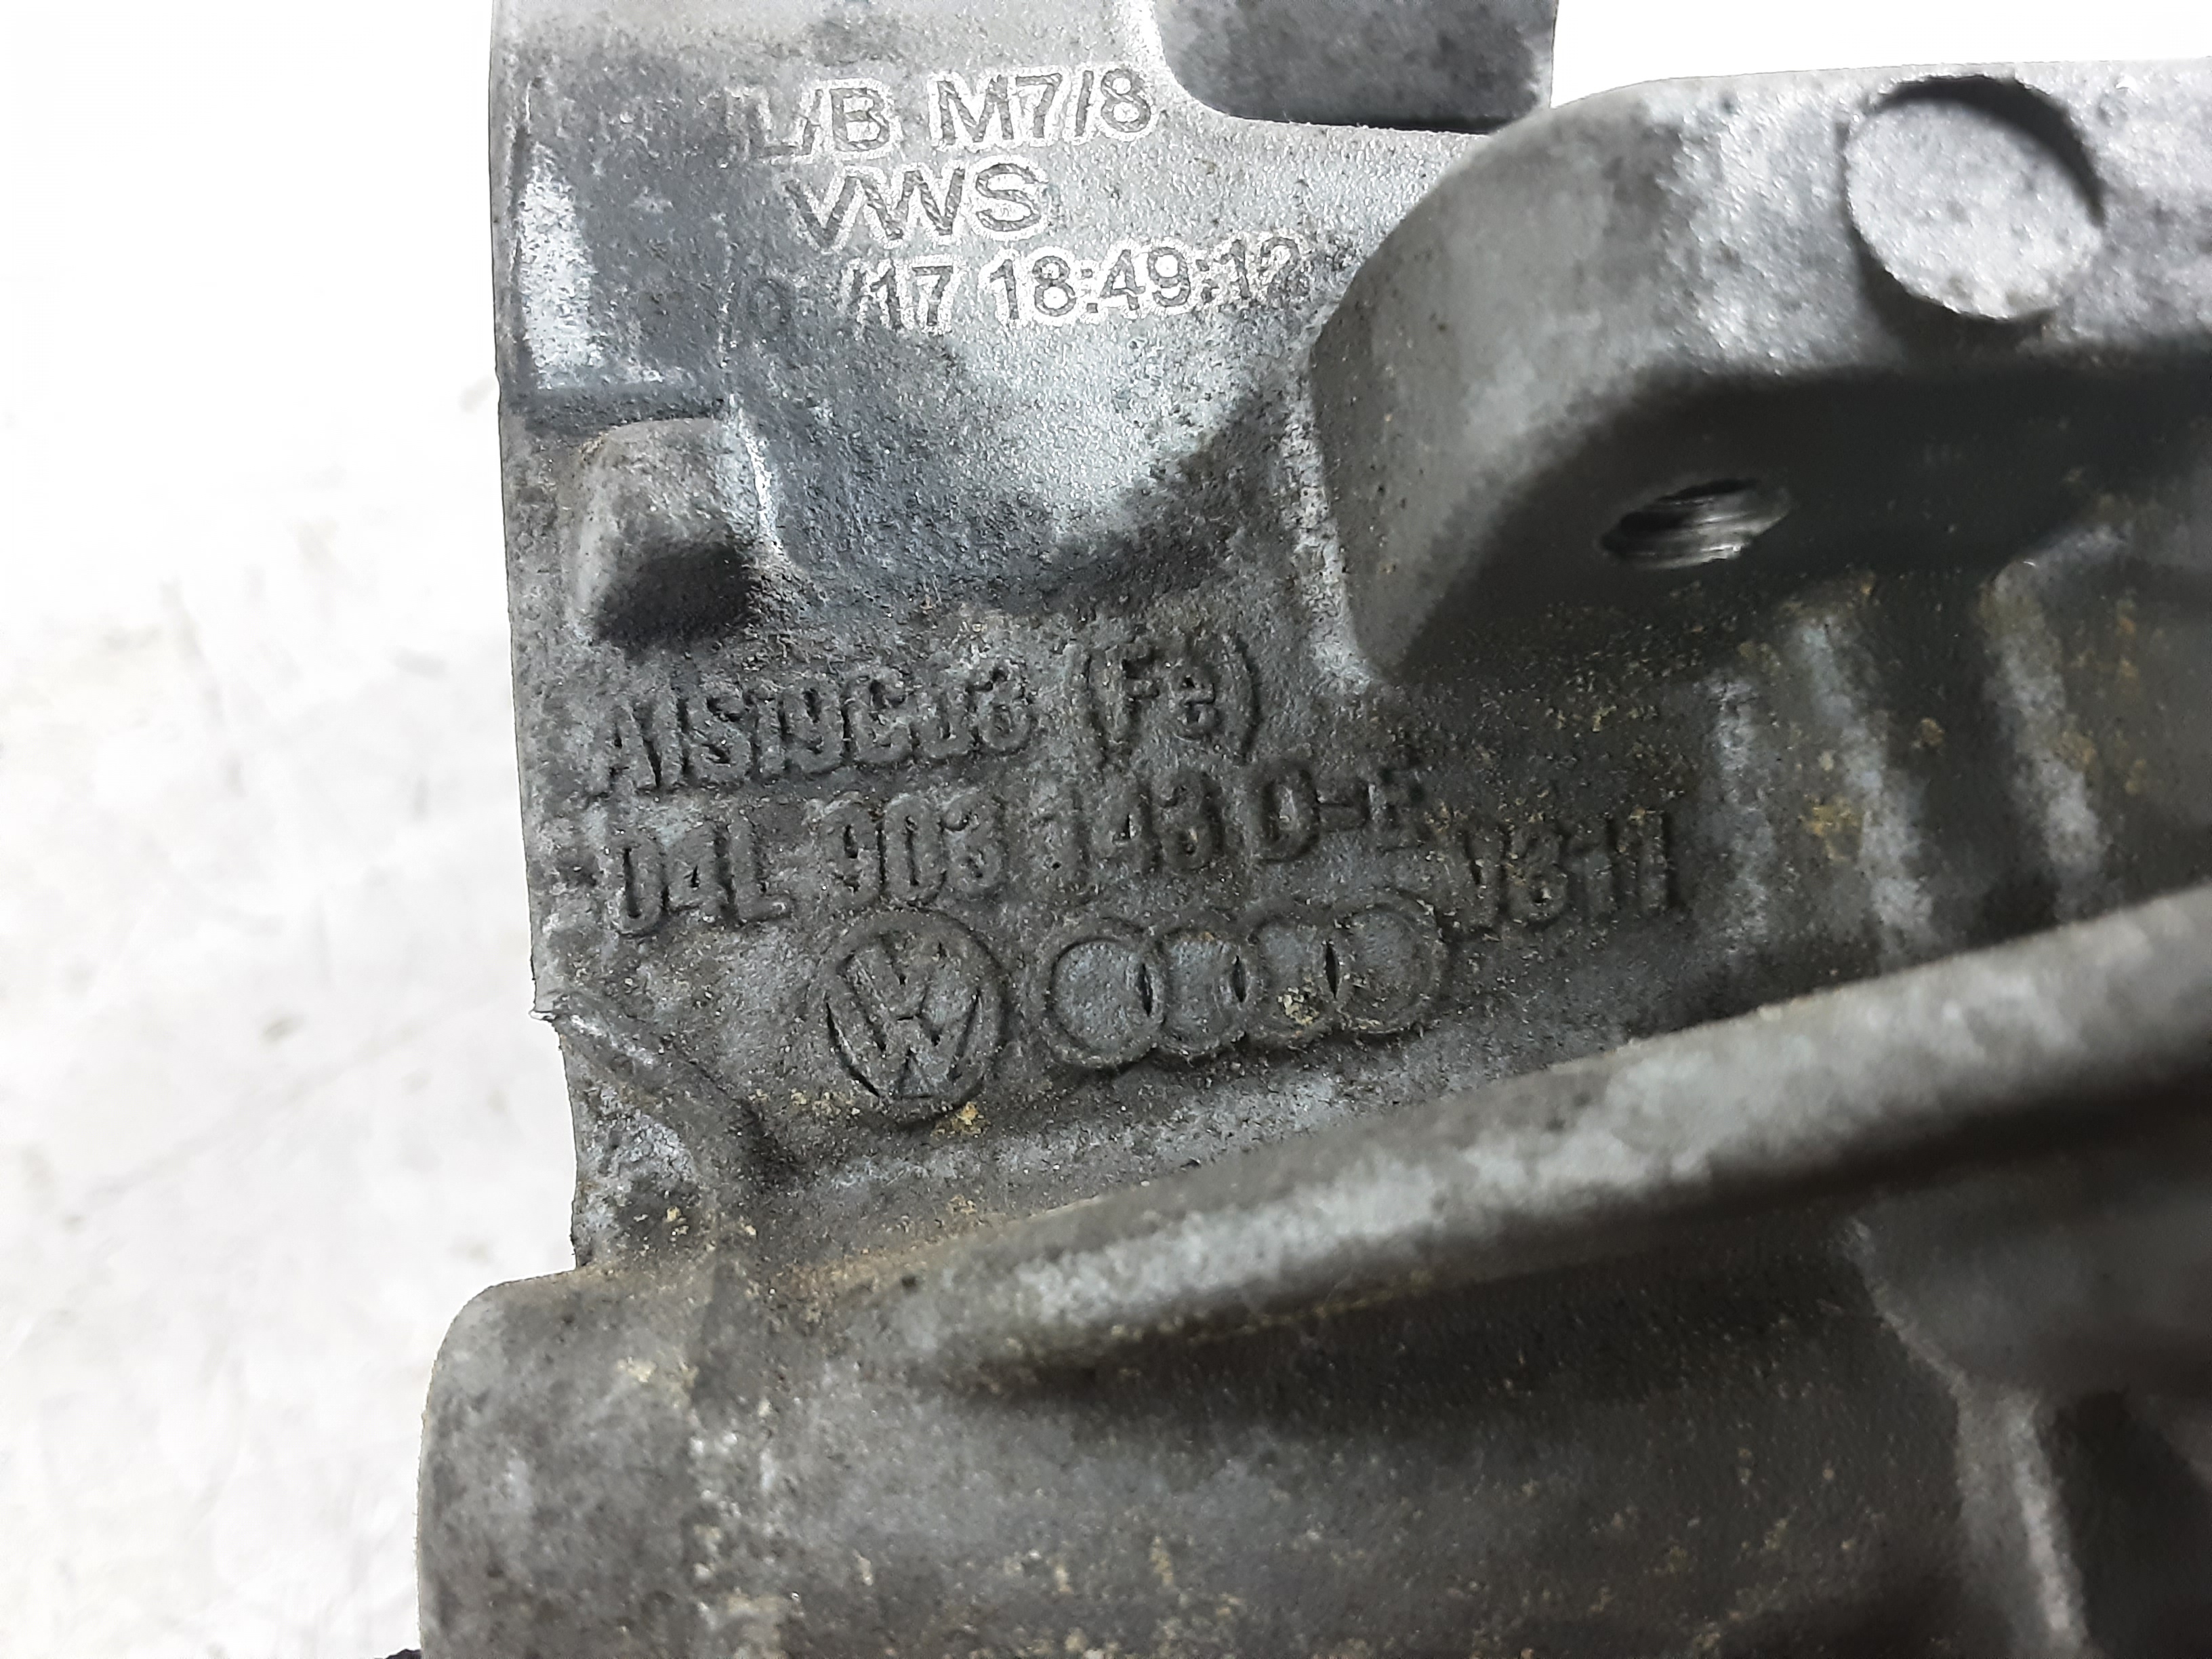 L/B M7/8
VWS
/17 18:49:12
AlSi9Cu3 (Fe)
04L 903 143 D-E